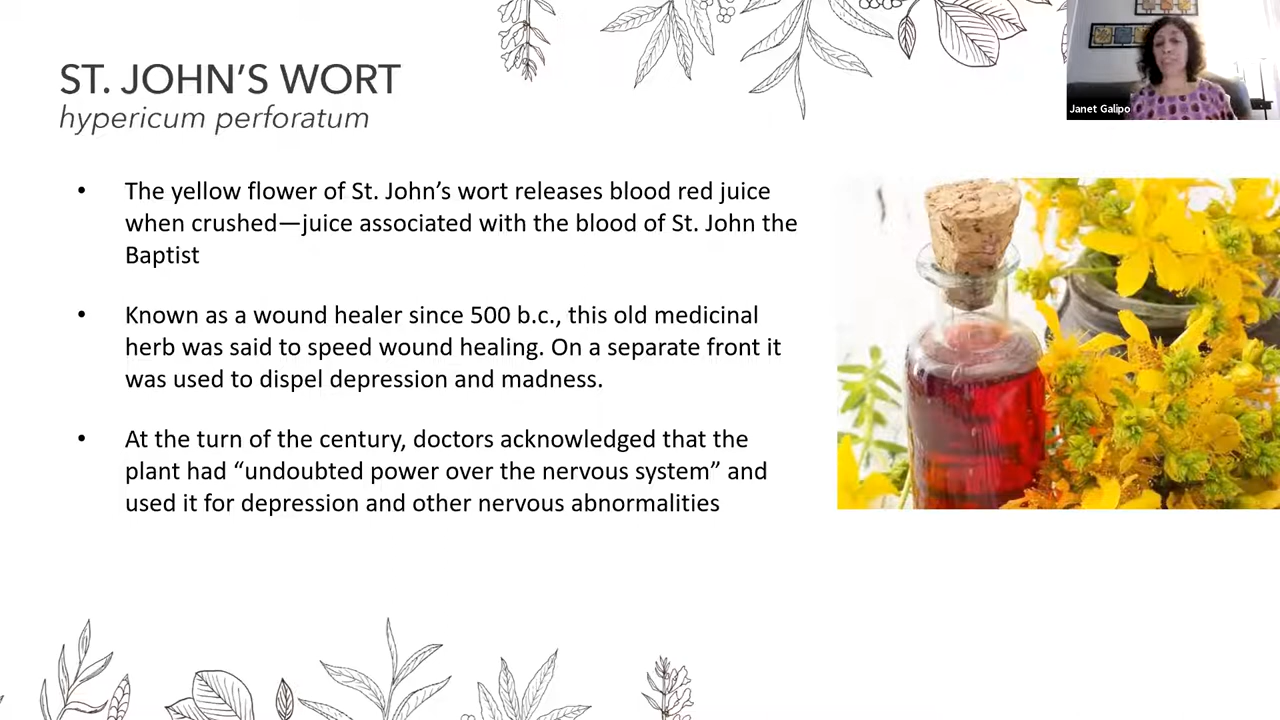 ST. JOHN’S WORT
hypericum perforatum
Janet Galipo
• The yellow flower of St. John’s wort releases blood red juice
when crushed—juice associated with the blood of St. John the
Baptist
• Known as a wound healer since 500 b.c., this old medicinal
herb was said to speed wound healing. On a separate front it
was used to dispel depression and madness.
• At the turn of the century, doctors acknowledged that the
plant had “undoubted power over the nervous system” and
used it for depression and other nervous abnormalities